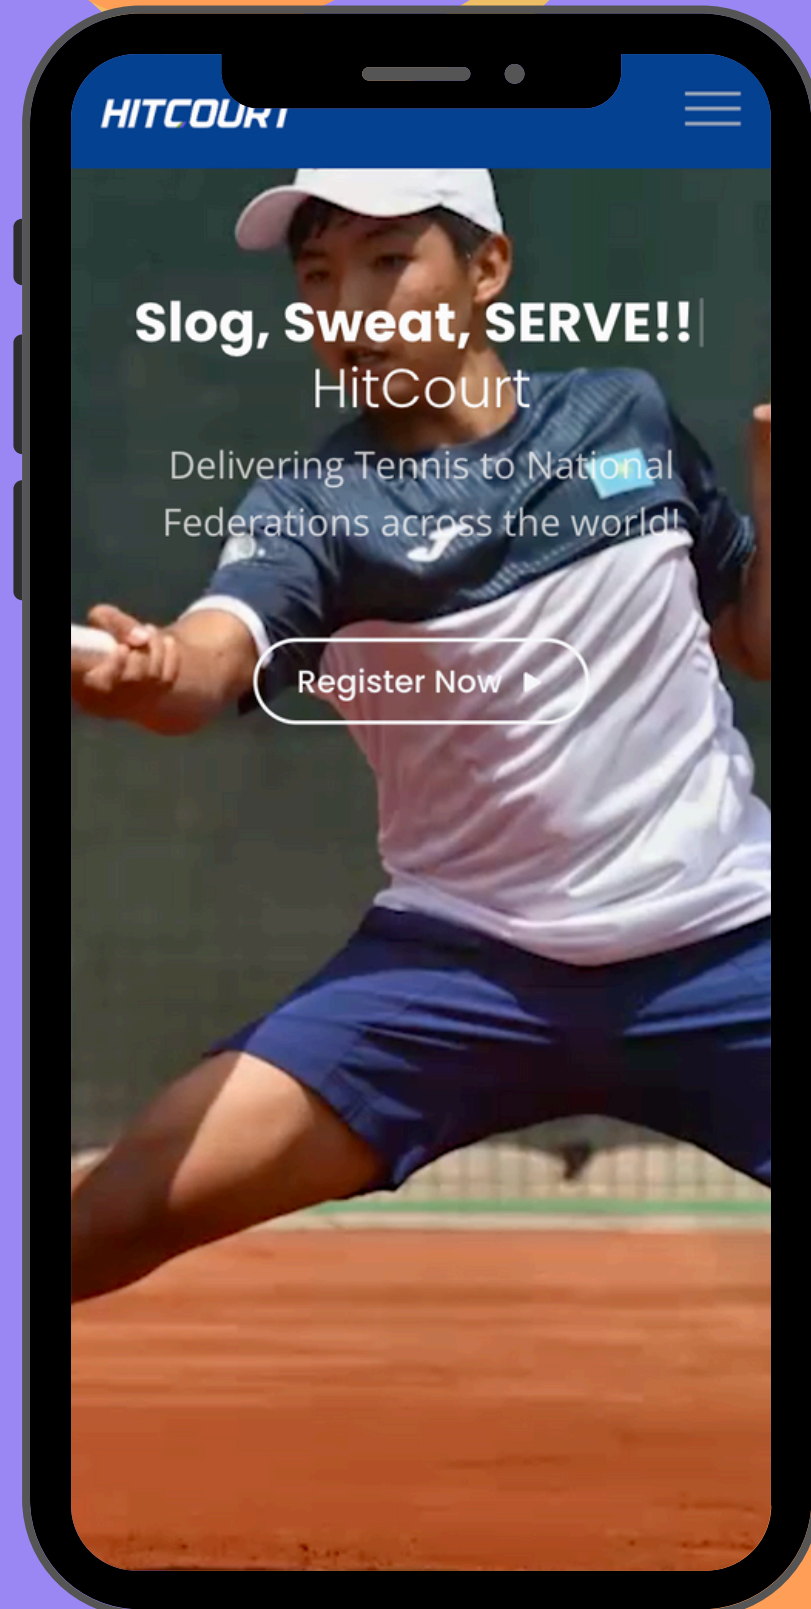 HITCOURT
Slog, Sweat, SERVE!!
HitCourt
Delivering Tennis to National
Federations across the world!
Register Now